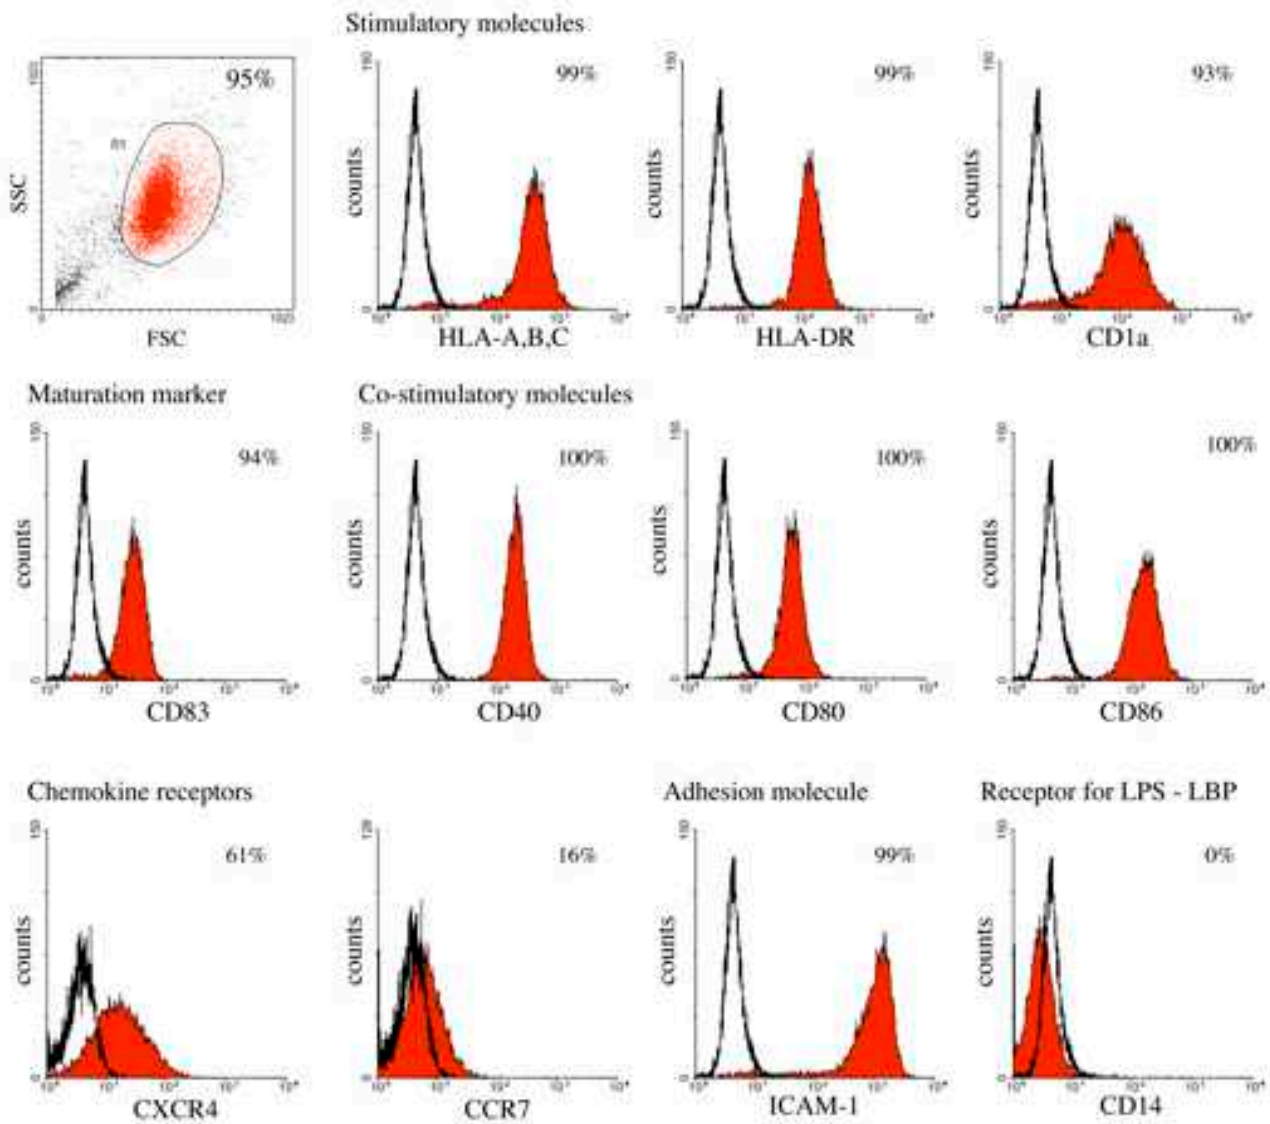 Stimulatory molecules
95%
99%
99%
93%
SSC
counts
counts
counts
FSC
HLA-A,B,C
HLA-DR
CD1a
Maturation marker
Co-stimulatory molecules
94%
100%
100%
100%
counts
counts
counts
counts
CD83
CD40
CD80
CD86
Chemokine receptors
Adhesion molecule
Receptor for LPS - LBP
61%
16%
99%
0%
counts
counts
counts
counts
CXCR4
CCR7
ICAM-1
CD14